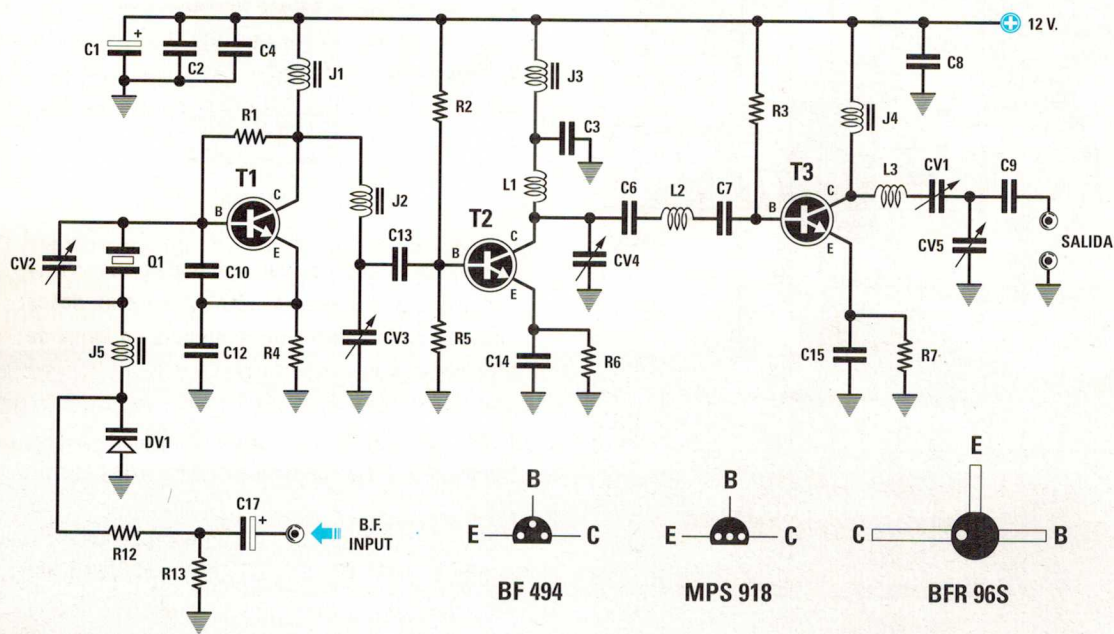 12 V.
C1 +
C2
C4
J1
R2
J3
R3
J4
C8
R1
C3
T1
C
B
E
J2
L1
C6
L2
C7
T3
C
B
E
L3
CV1
C9
SALIDA
CV2
Q1
C10
C13
T2
C
B
E
CV4
CV5
J5
C12
R4
CV3
R5
C14
R6
C15
R7
DV1
C17 +
B.F.
INPUT
R12
R13
B
E C
BF 494
B
E C
MPS 918
E
C B
BFR 96S